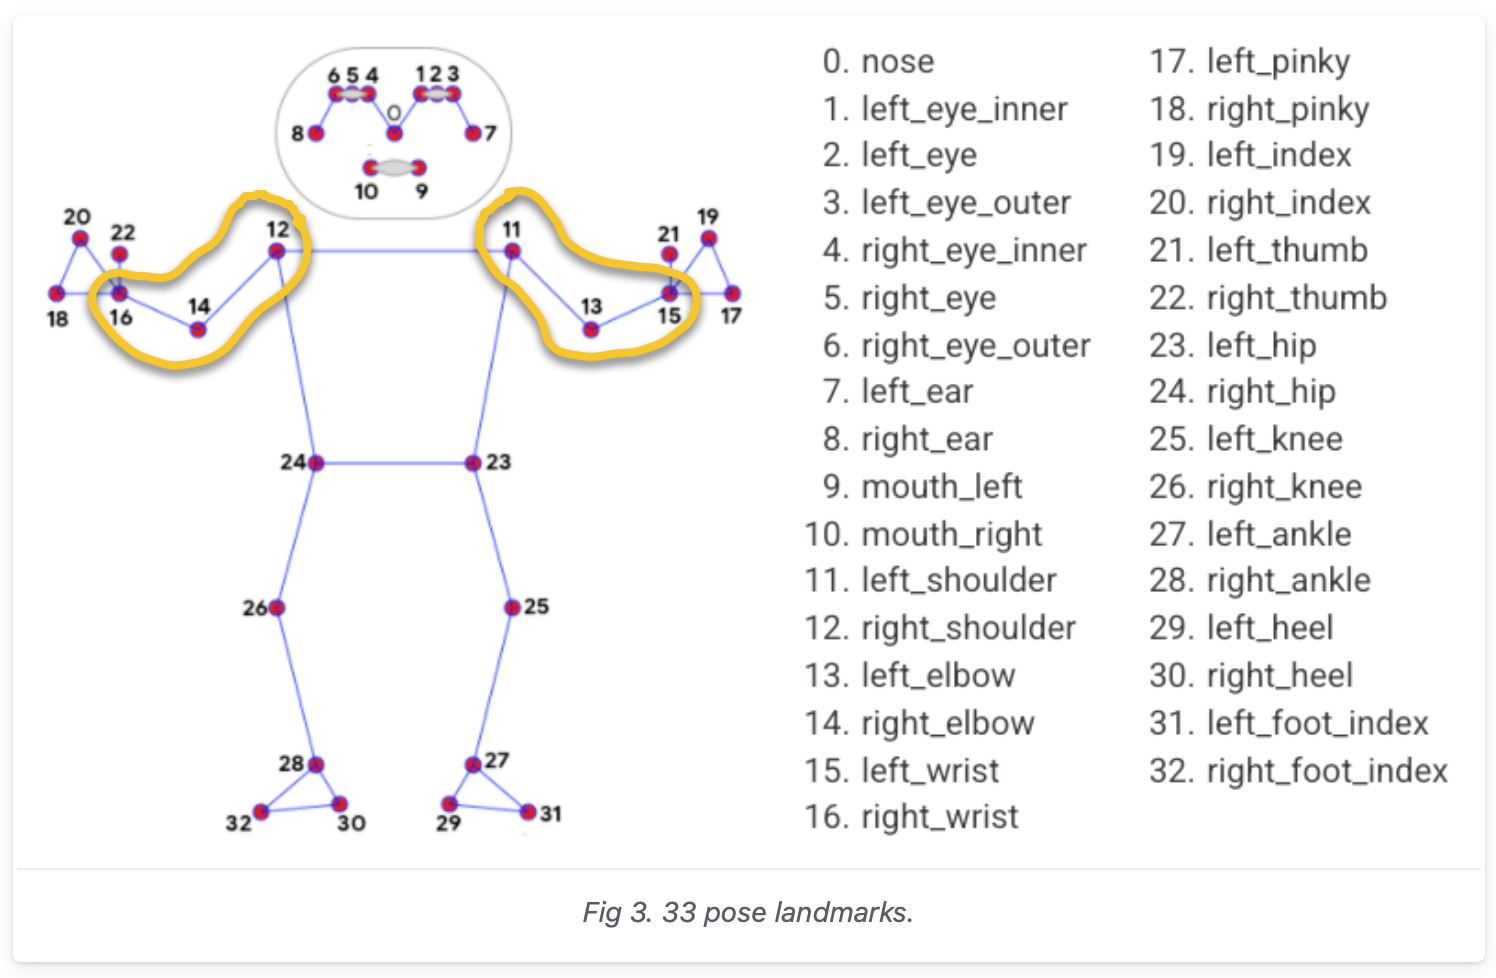 6 5 4 1 2 3
0
8 7
10 9
20 19
22 12 11 21
14 13
18 16 15 17
24 23
26 25
28 27
32 30 29 31
0. nose
1. left_eye_inner
2. left_eye
3. left_eye_outer
4. right_eye_inner
5. right_eye
6. right_eye_outer
7. left_ear
8. right_ear
9. mouth_left
10. mouth_right
11. left_shoulder
12. right_shoulder
13. left_elbow
14. right_elbow
15. left_wrist
16. right_wrist
17. left_pinky
18. right_pinky
19. left_index
20. right_index
21. left_thumb
22. right_thumb
23. left_hip
24. right_hip
25. left_knee
26. right_knee
27. left_ankle
28. right_ankle
29. left_heel
30. right_heel
31. left_foot_index
32. right_foot_index
Fig 3. 33 pose landmarks.